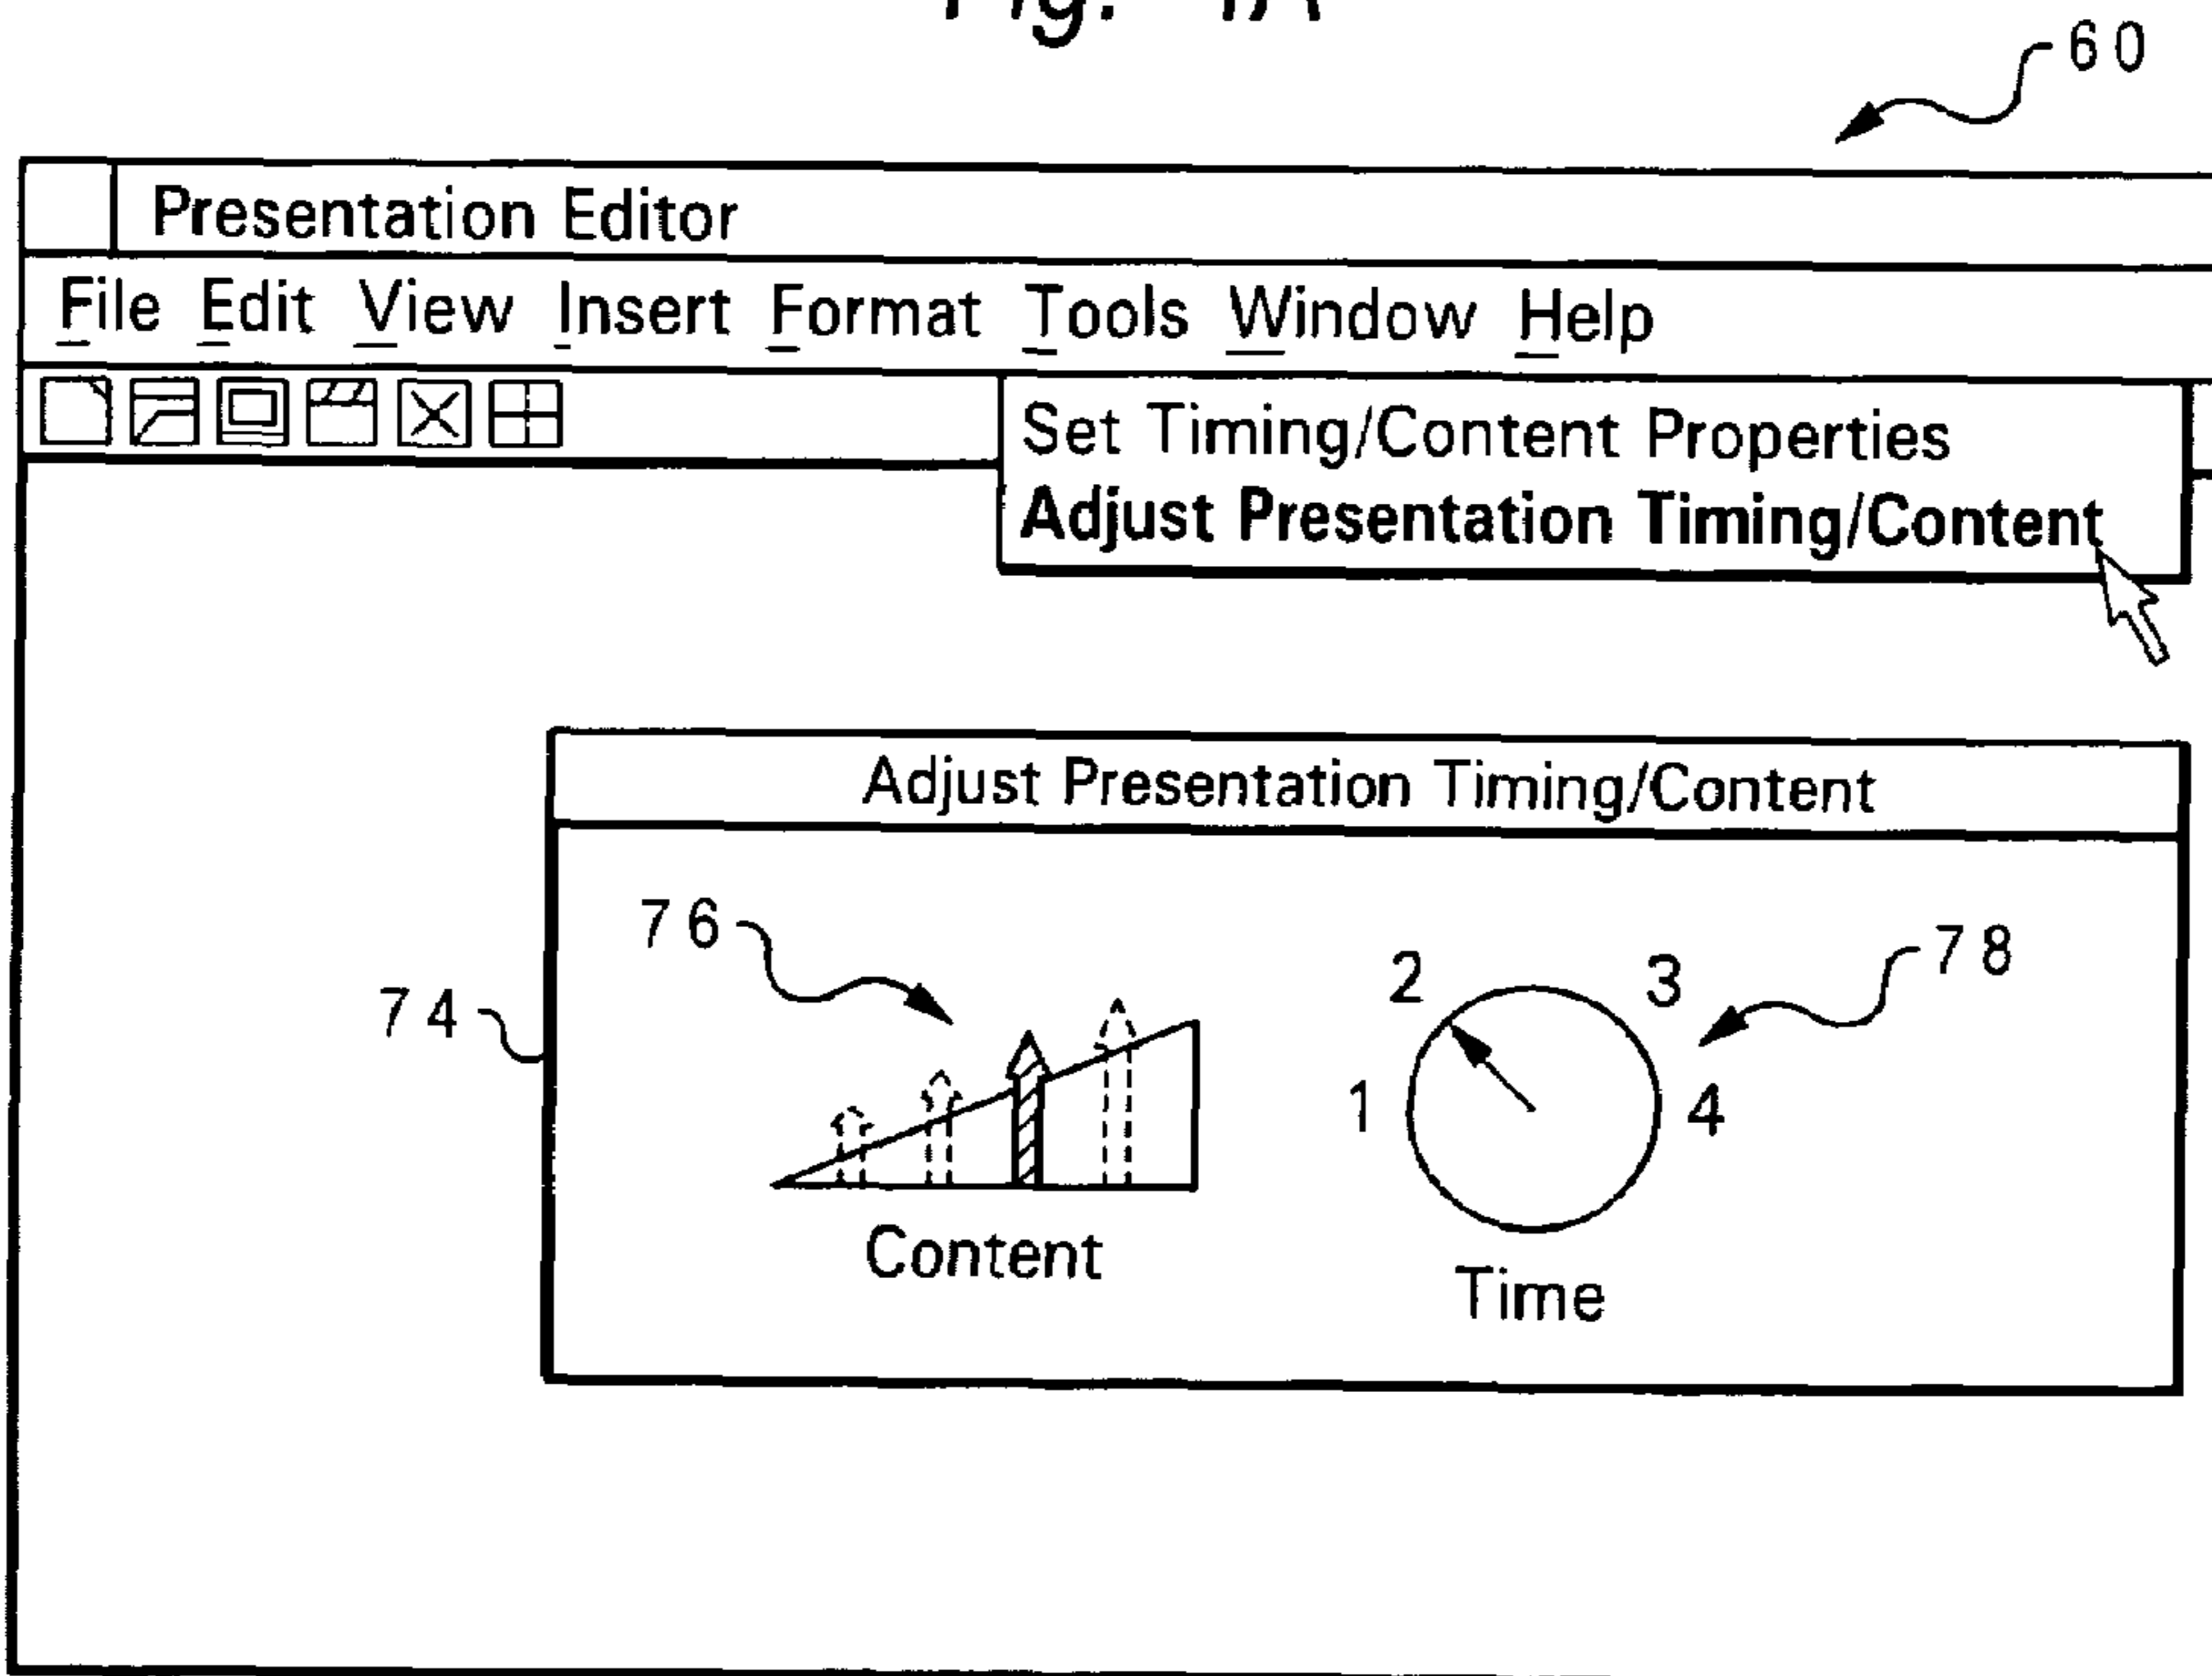 60
Presentation Editor
File Edit View Insert Format Tools Window Help
Set Timing/Content Properties
Adjust Presentation Timing/Content
Adjust Presentation Timing/Content
76
2 3 78
74
1 4
Content
Time